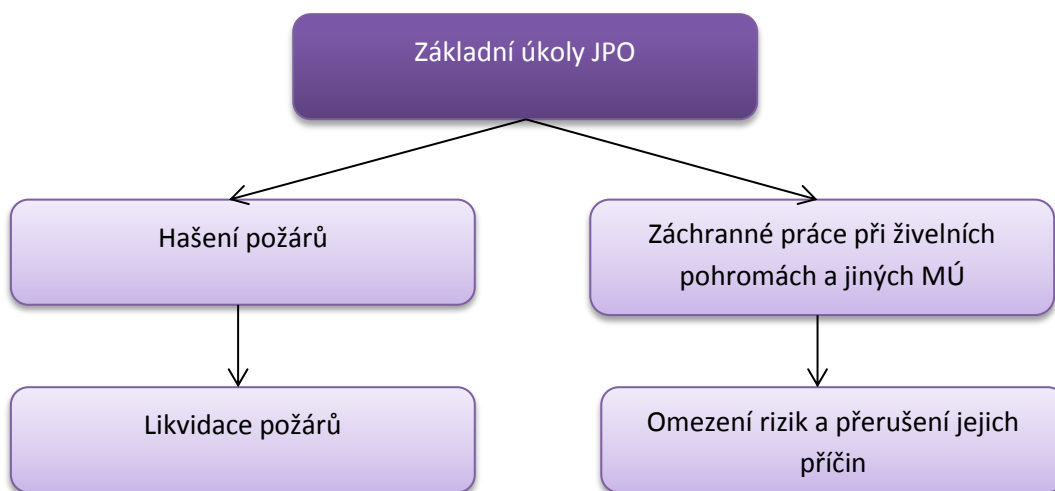 Základní úkoly JPO
Hašení požárů
Záchranné práce při živelních
pohromách a jiných MÚ
Likvidace požárů
Omezení rizik a přerušení jejich
příčin